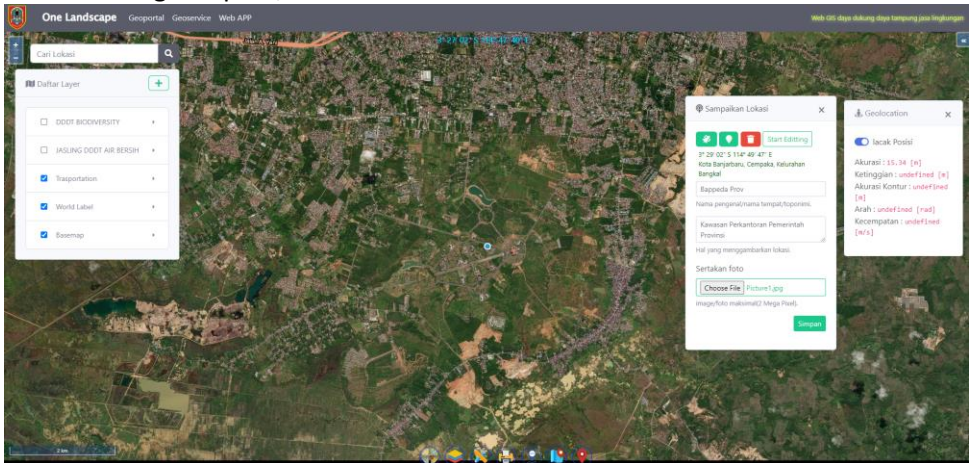 One Landscape Geoportal Geoservice Web APP
Web GIS daya dukung daya tampung jasa lingkungan
Cari Lokasi
Daftar Layer
DDDT BIODIVERSITY
JASLING DDDT AIR BERSIH
Trasportation
World Label
Basemap
Sampaikan Lokasi
Start Editting
3° 29' 02" S 114° 49' 47" E
Kota Banjarbaru, Cempaka, Kelurahan
Bangkal
Bappeda Prov
Nama pengenal/nama tempat/toponimi.
Kawasan Perkantoran Pemerintah
Provinsi
Hal yang menggambarkan lokasi.
Sertakan foto
Choose File Picture1.jpg
image/foto maksimal(2 Mega Pixel).
Simpan
Geolocation
lacak Posisi
Akurasi : 15.34 [m]
Ketinggian : undefined [m]
Akurasi Kontur : undefined
[m]
Arah : undefined [rad]
Kecempatan : undefined
[m/s]
2 km